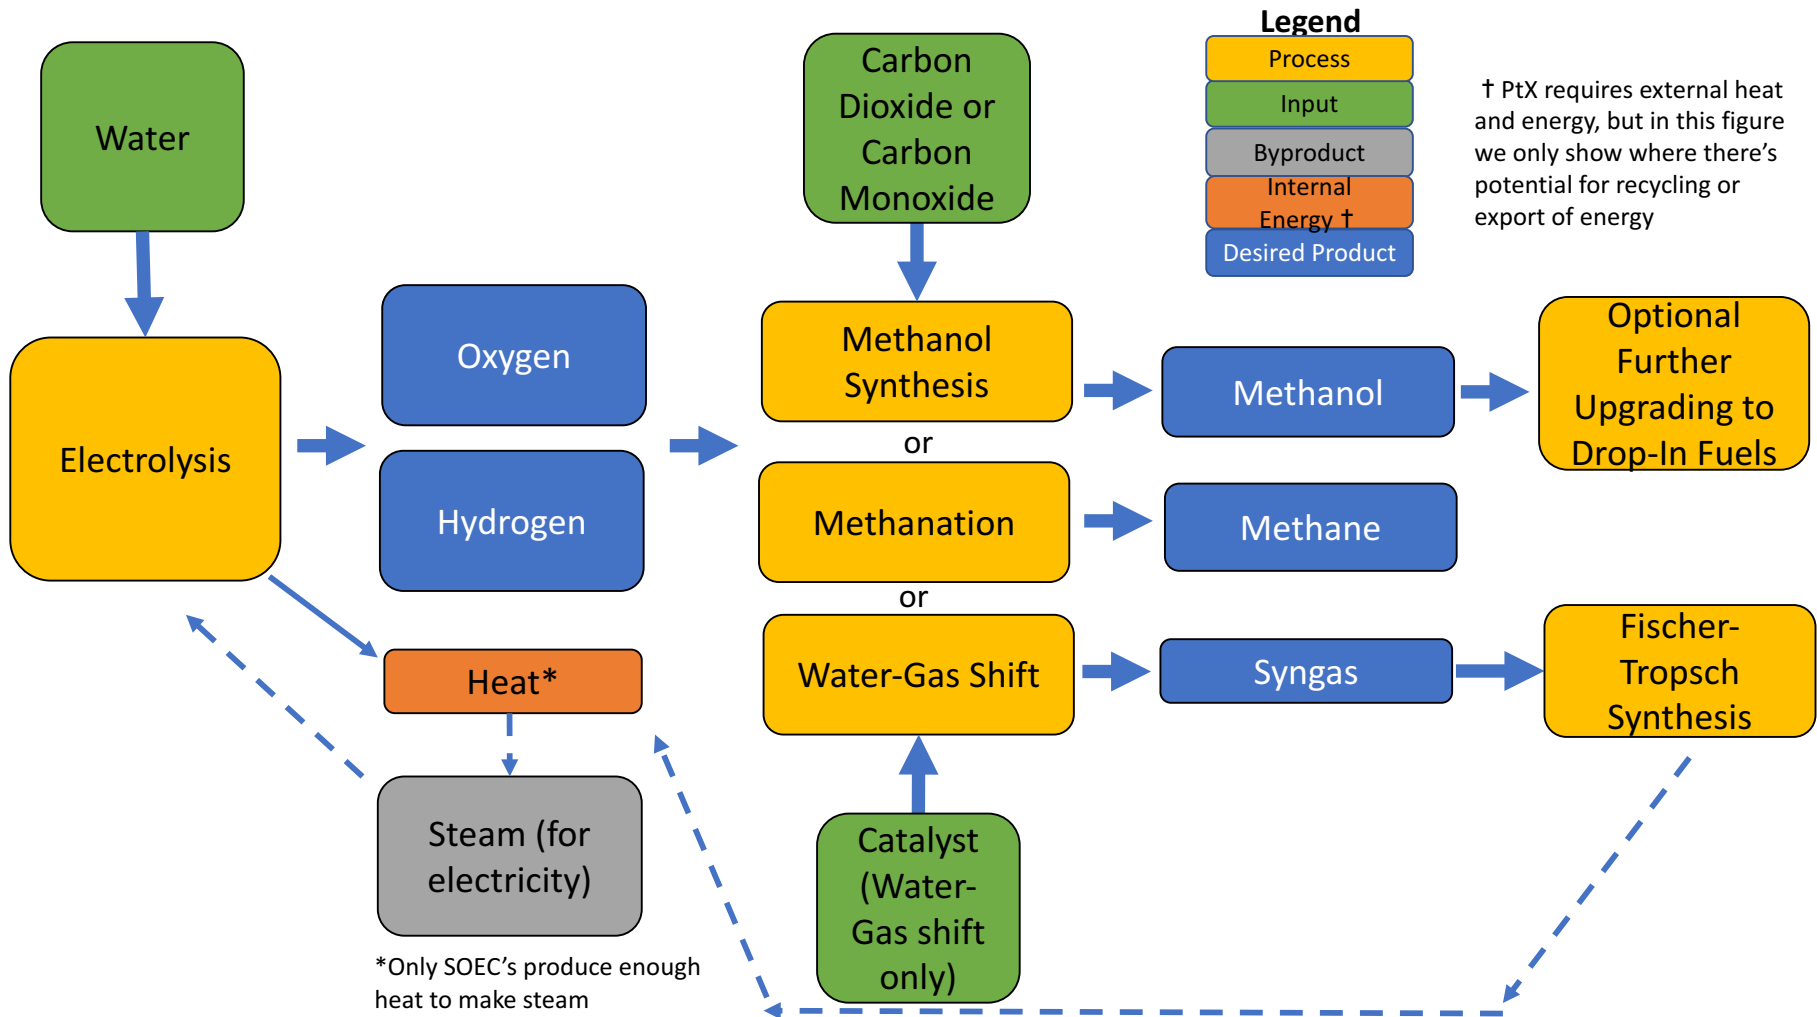 Legend
Process
Input
Byproduct
Internal
Energy †
Desired Product
† PtX requires external heat
and energy, but in this figure
we only show where there's
potential for recycling or
export of energy
Water
Carbon
Dioxide or
Carbon
Monoxide
Electrolysis
Oxygen
Hydrogen
Methanol
Synthesis
or
Methanation
or
Water-Gas Shift
Methanol
Methane
Syngas
Optional
Further
Upgrading to
Drop-In Fuels
Fischer-
Tropsch
Synthesis
Heat*
Steam (for
electricity)
*Only SOEC's produce enough
heat to make steam
Catalyst
(Water-
Gas shift
only)